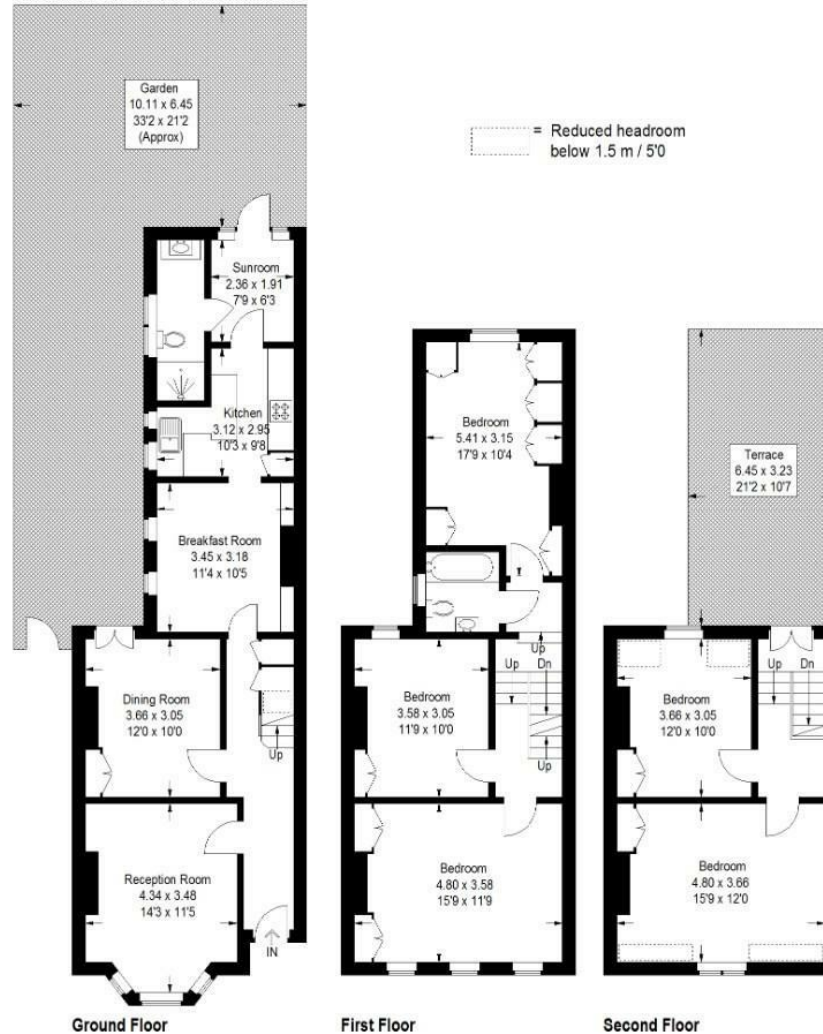 Garden
10.11 x 6.45
33'2 x 21'2
(Approx)
= Reduced headroom
below 1.5 m / 5'0
Sunroom
2.36 x 1.91
7'9 x 6'3
Kitchen
3.12 x 2.95
10'3 x 9'8
Breakfast Room
3.45 x 3.18
11'4 x 10'5
Dining Room
3.66 x 3.05
12'0 x 10'0
Up
Reception Room
4.34 x 3.48
14'3 x 11'5
IN
Ground Floor
Bedroom
5.41 x 3.15
17'9 x 10'4
Up
Up
Dn
Up
Bedroom
3.58 x 3.05
11'9 x 10'0
Bedroom
4.80 x 3.58
15'9 x 11'9
First Floor
Terrace
6.45 x 3.23
21'2 x 10'7
Up
Dn
Bedroom
3.66 x 3.05
12'0 x 10'0
Bedroom
4.80 x 3.66
15'9 x 12'0
Second Floor